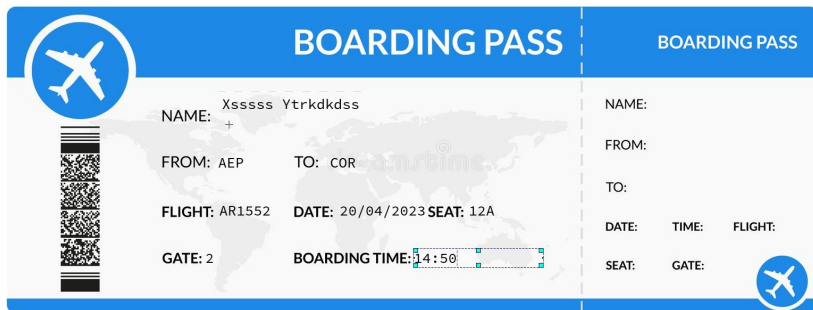 BOARDING PASS
NAME: Xsssss Ytrkdkdss
FROM: AEP TO: COR
FLIGHT: AR1552 DATE: 20/04/2023 SEAT: 12A
GATE: 2 BOARDING TIME: 14:50
dreamstime
BOARDING PASS
NAME:
FROM:
TO:
DATE: TIME: FLIGHT:
SEAT: GATE: